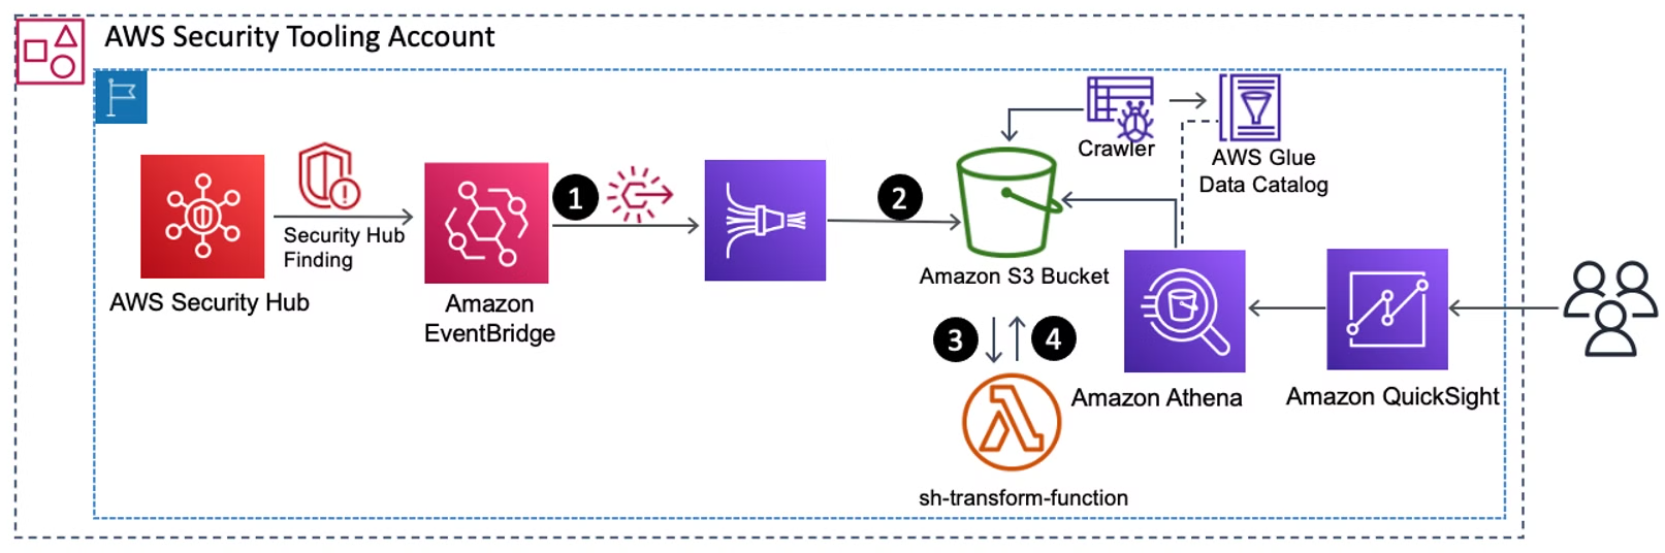 AWS Security Tooling Account
Crawler
AWS Glue
Data Catalog
1
2
Security Hub
Finding
AWS Security Hub
Amazon
EventBridge
Amazon S3 Bucket
3
4
Amazon Athena
Amazon QuickSight
sh-transform-function